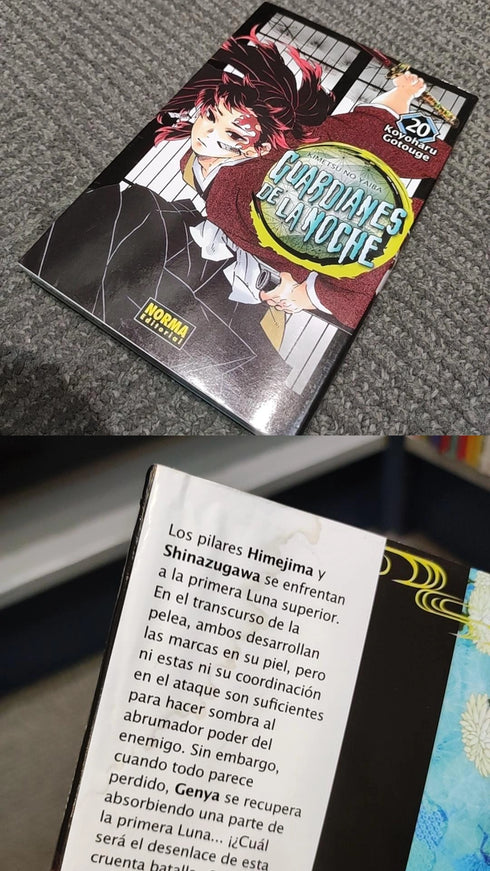 20
Koyoharu
Gotouge
KIMETSU NO YAIBA
GUARDIANES
DE LA NOCHE
NORMA
Editorial
Los pilares Himejima y
Shinazugawa se enfrentan
a la primera Luna superior.
En el transcurso de la
pelea, ambos desarrollan
las marcas en su piel, pero
ni estas ni su coordinación
en el ataque son suficientes
para hacer sombra al
abrumador poder del
enemigo. Sin embargo,
cuando todo parece
perdido, Genya se recupera
absorbiendo una parte de
la primera Luna... ¡¿Cuál
será el desenlace de esta
cruenta batalla